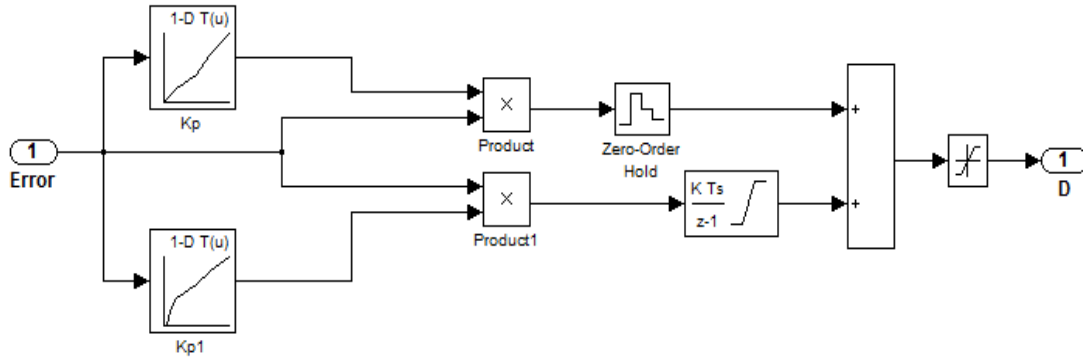 1-D T(u)
Kp
1
Error
×
Product
Zero-Order
Hold
+
+
1
D
×
Product1
K Ts
z-1
1-D T(u)
Kp1